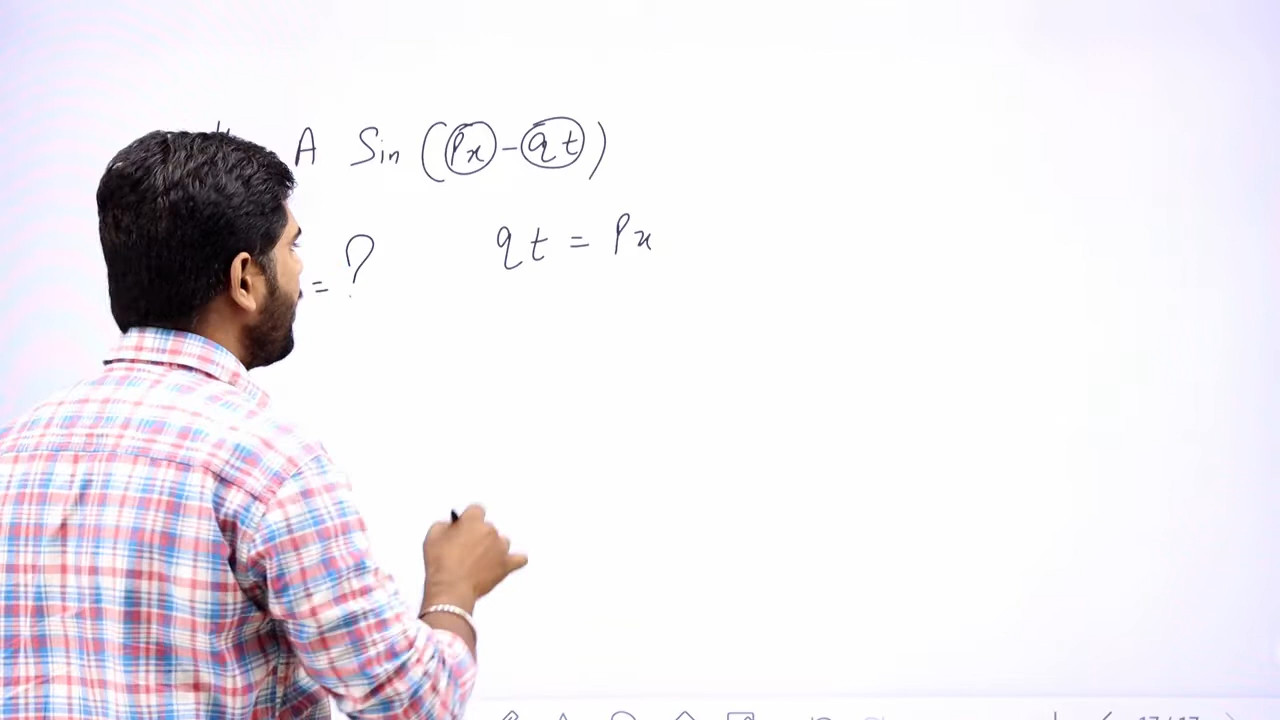 A Sin (Px - qt)
= ?
qt = Px